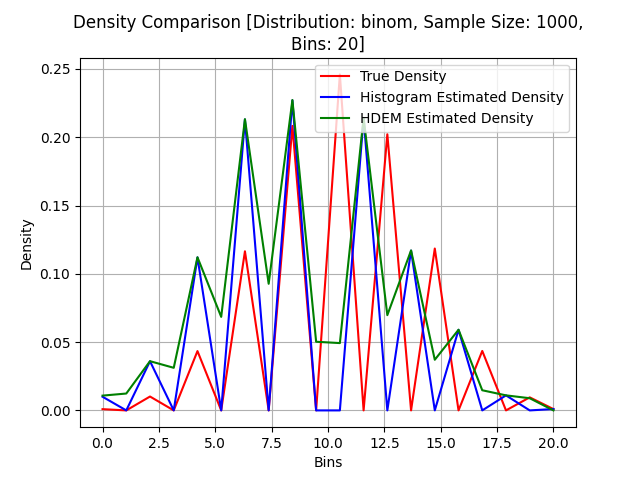 Density Comparison [Distribution: binom, Sample Size: 1000,
Bins: 20]
True Density
Histogram Estimated Density
HDEM Estimated Density
0.25
0.20
0.15
0.10
0.05
0.00
Density
0.0 2.5 5.0 7.5 10.0 12.5 15.0 17.5 20.0
Bins